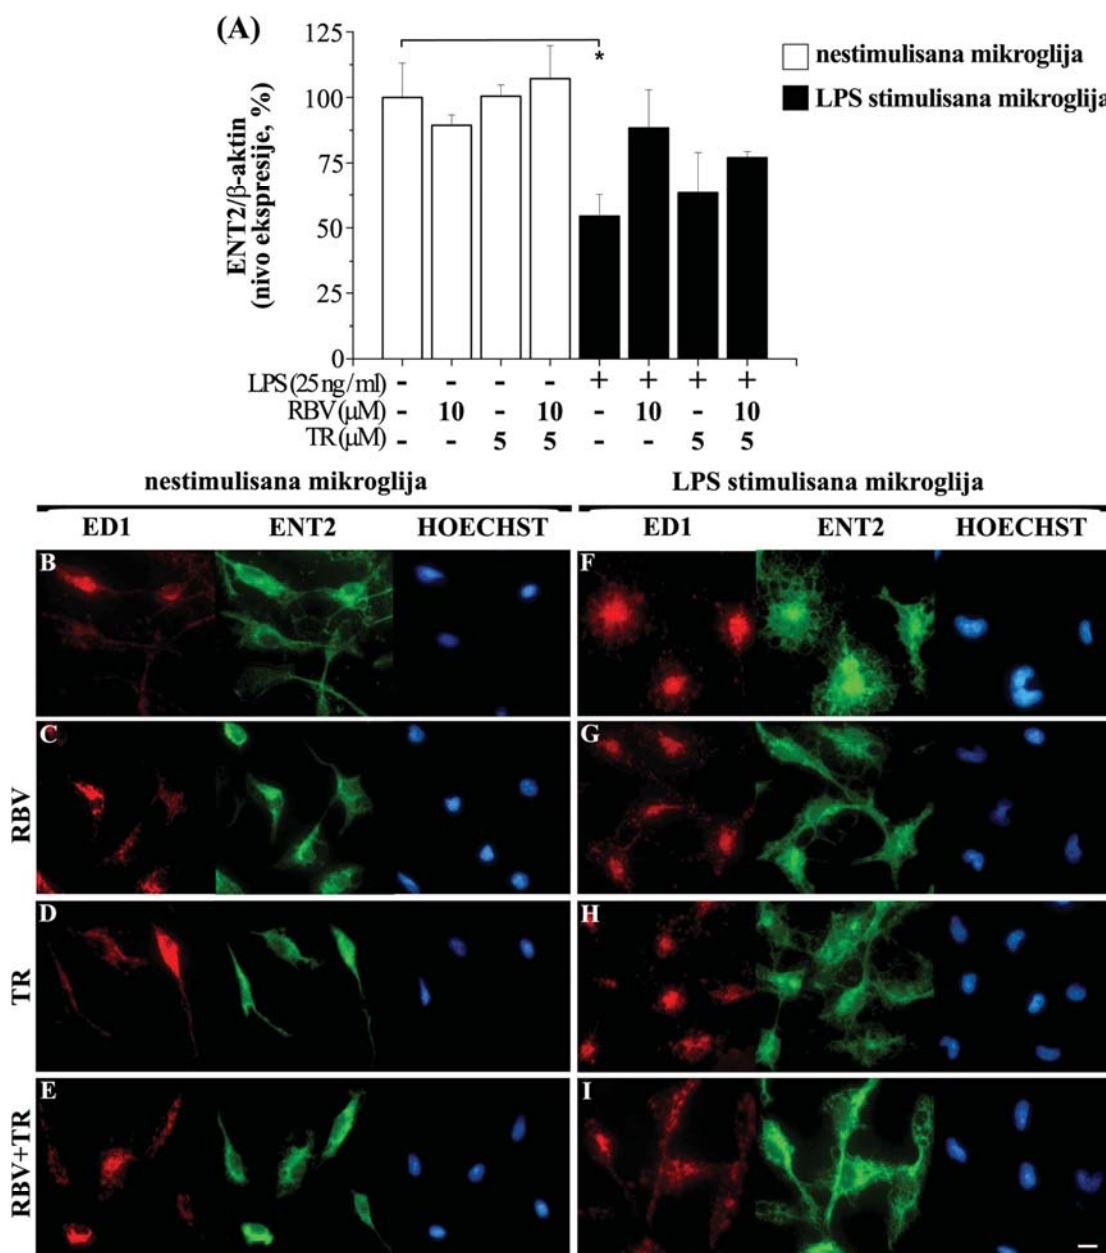 (A)
ENT2/β-aktin
(nivo ekspresije, %)
125
100
75
50
25
0
*
nestimulisana mikroglija
LPS stimulisana mikroglija
LPS (25 ng/ml) - - - - + + + +
RBV (μM) - 10 - 10 - 10 - 10
TR (μM) - - 5 5 - - 5 5
nestimulisana mikroglija
LPS stimulisana mikroglija
ED1 ENT2 HOECHST ED1 ENT2 HOECHST
B F
RBV
C G
TR
D H
RBV+TR
E I